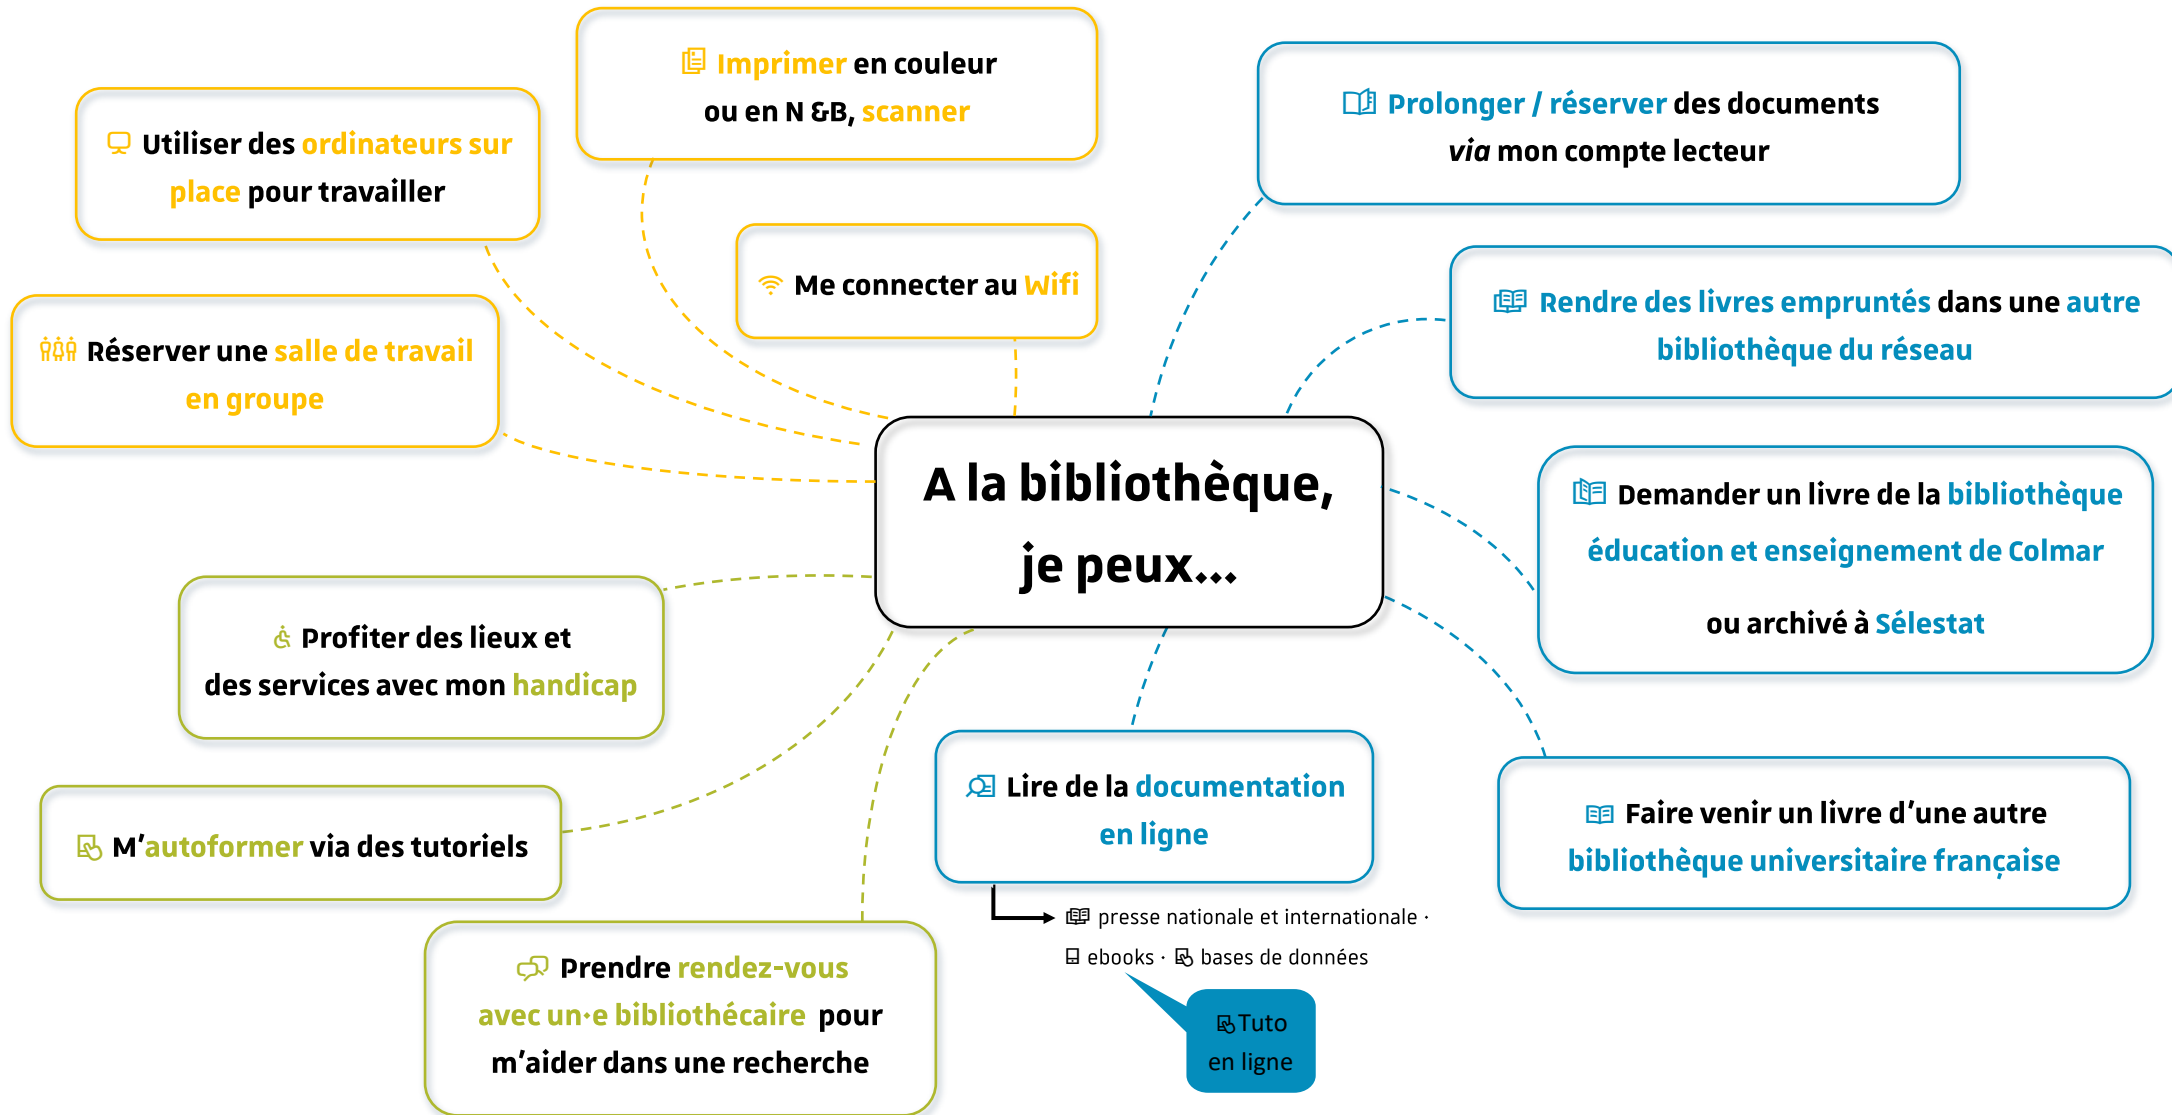 Imprimer en couleur
ou en N &B, scanner
Prolonger / réserver des documents
via mon compte lecteur
Utiliser des ordinateurs sur
place pour travailler
Me connecter au Wifi
Rendre des livres empruntés dans une autre
bibliothèque du réseau
Réserver une salle de travail
en groupe
A la bibliothèque,
je peux...
Demander un livre de la bibliothèque
éducation et enseignement de Colmar
ou archivé à Sélestat
Profiter des lieux et
des services avec mon handicap
Lire de la documentation
en ligne
Faire venir un livre d'une autre
bibliothèque universitaire française
M'autoformer via des tutoriels
presse nationale et internationale ·
ebooks · bases de données
Prendre rendez-vous
avec un·e bibliothécaire pour
m'aider dans une recherche
Tuto
en ligne